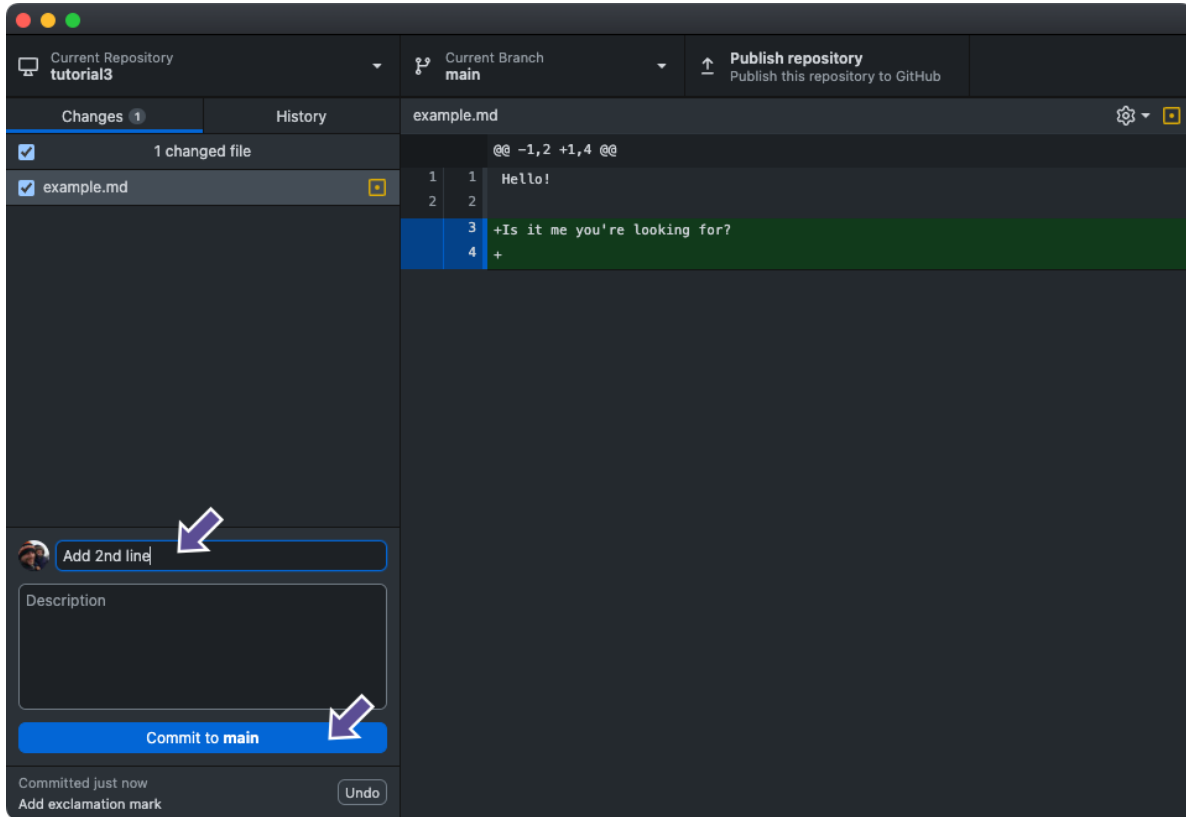 Current Repository
tutorial3
Current Branch
main
Publish repository
Publish this repository to GitHub
Changes 1
History
1 changed file
example.md
example.md
@@ -1,2 +1,4 @@
1 1 Hello!
2 2
3 +Is it me you're looking for?
4 +
Add 2nd line
Description
Commit to main
Committed just now
Add exclamation mark
Undo